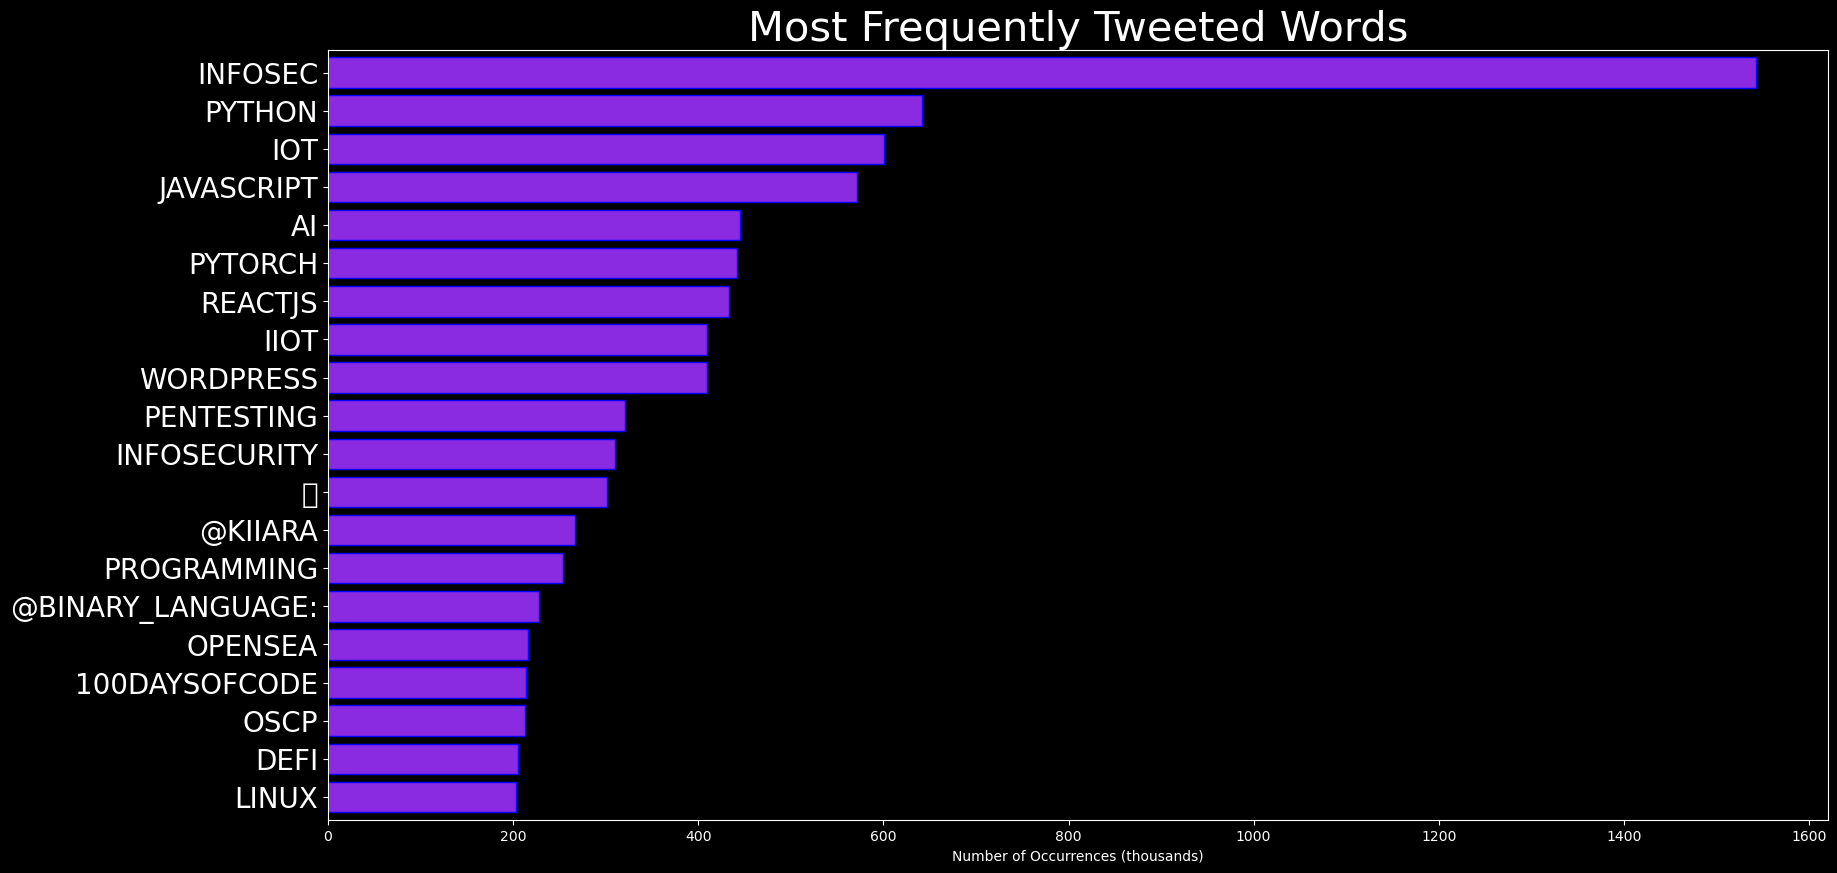 Most Frequently Tweeted Words
INFOSEC
PYTHON
IOT
JAVASCRIPT
AI
PYTORCH
REACTJS
IIOT
WORDPRESS
PENTESTING
INFOSECURITY
@KIIARA
PROGRAMMING
@BINARY_LANGUAGE:
OPENSEA
100DAYSOFCODE
OSCP
DEFI
LINUX
0 200 400 600 800 1000 1200 1400 1600
Number of Occurrences (thousands)